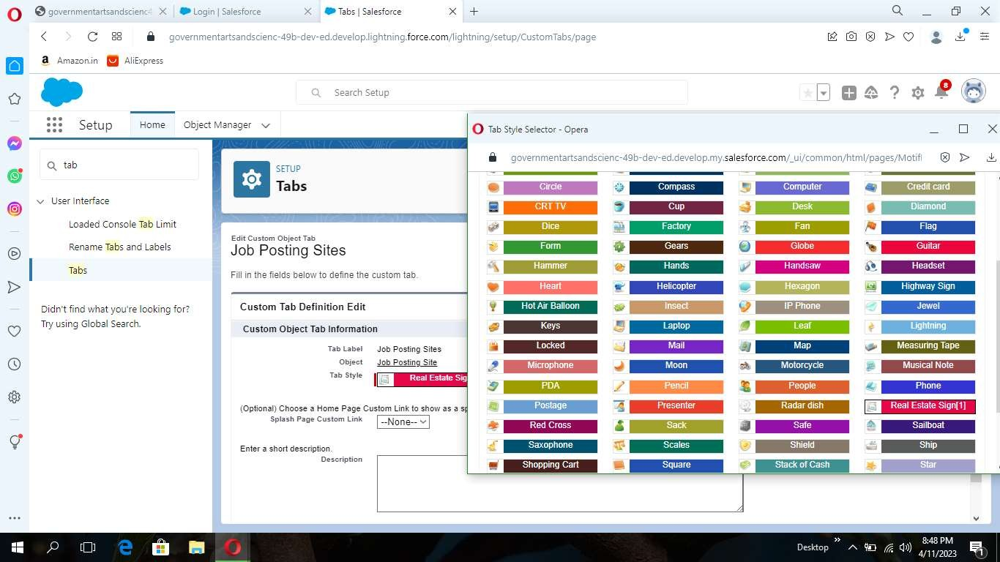 governmentartsandscienc4
Login | Salesforce
Tabs | Salesforce
governmentartsandscienc-49b-dev-ed.develop.lightning.force.com/lightning/setup/CustomTabs/page
Amazon.in
AliExpress
Search Setup
8
Setup
Home
Object Manager
tab
User Interface
Loaded Console Tab Limit
Rename Tabs and Labels
Tabs
Didn't find what you're looking for?
Try using Global Search.
SETUP
Tabs
Edit Custom Object Tab
Job Posting Sites
Fill in the fields below to define the custom tab.
Custom Tab Definition Edit
Custom Object Tab Information
Tab Label Job Posting Sites
Object Job Posting Site
Tab Style Real Estate Sig
(Optional) Choose a Home Page Custom Link to show as a sp
Splash Page Custom Link --None--
Enter a short description.
Description
Tab Style Selector - Opera
governmentartsandscienc-49b-dev-ed.develop.my.salesforce.com/_ui/common/html/pages/Motif
Circle Compass Computer Credit card
CRT TV Cup Desk Diamond
Dice Factory Fan Flag
Form Gears Globe Guitar
Hammer Hands Handsaw Headset
Heart Helicopter Hexagon Highway Sign
Hot Air Balloon Insect IP Phone Jewel
Keys Laptop Leaf Lightning
Locked Mail Map Measuring Tape
Microphone Moon Motorcycle Musical Note
PDA Pencil People Phone
Postage Presenter Radar dish Real Estate Sign[1]
Red Cross Sack Safe Sailboat
Saxophone Scales Shield Ship
Shopping Cart Square Stack of Cash Star
Desktop
8:48 PM
4/11/2023
1